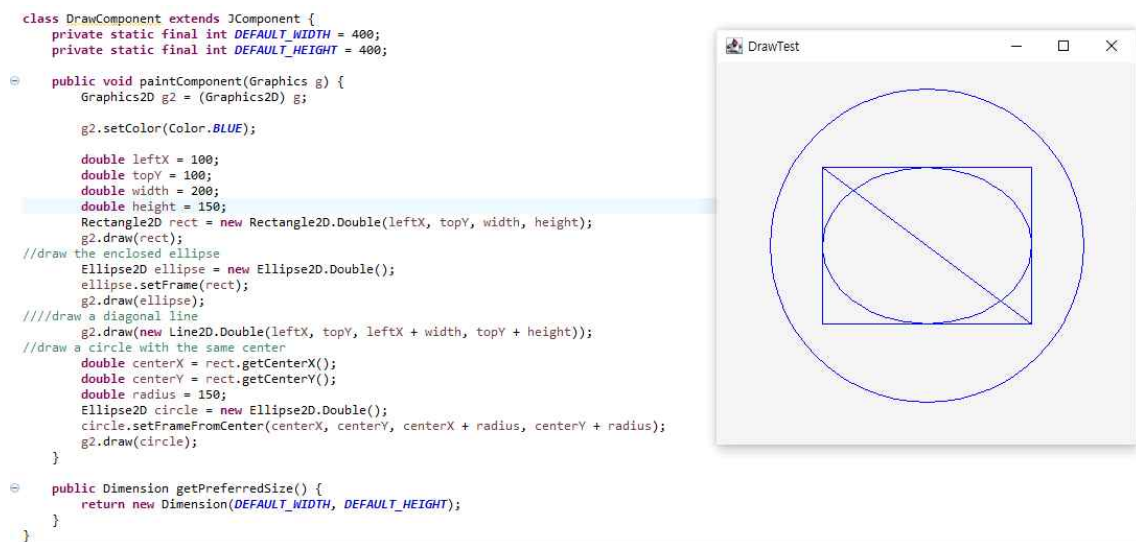 class DrawComponent extends JComponent {
    private static final int DEFAULT_WIDTH = 400;
    private static final int DEFAULT_HEIGHT = 400;

    public void paintComponent(Graphics g) {
        Graphics2D g2 = (Graphics2D) g;

        g2.setColor(Color.BLUE);

        double leftX = 100;
        double topY = 100;
        double width = 200;
        double height = 150;
        Rectangle2D rect = new Rectangle2D.Double(leftX, topY, width, height);
        g2.draw(rect);
//draw the enclosed ellipse
        Ellipse2D ellipse = new Ellipse2D.Double();
        ellipse.setFrame(rect);
        g2.draw(ellipse);
////draw a diagonal line
        g2.draw(new Line2D.Double(leftX, topY, leftX + width, topY + height));
//draw a circle with the same center
        double centerX = rect.getCenterX();
        double centerY = rect.getCenterY();
        double radius = 150;
        Ellipse2D circle = new Ellipse2D.Double();
        circle.setFrameFromCenter(centerX, centerY, centerX + radius, centerY + radius);
        g2.draw(circle);
    }

    public Dimension getPreferredSize() {
        return new Dimension(DEFAULT_WIDTH, DEFAULT_HEIGHT);
    }
}
DrawTest